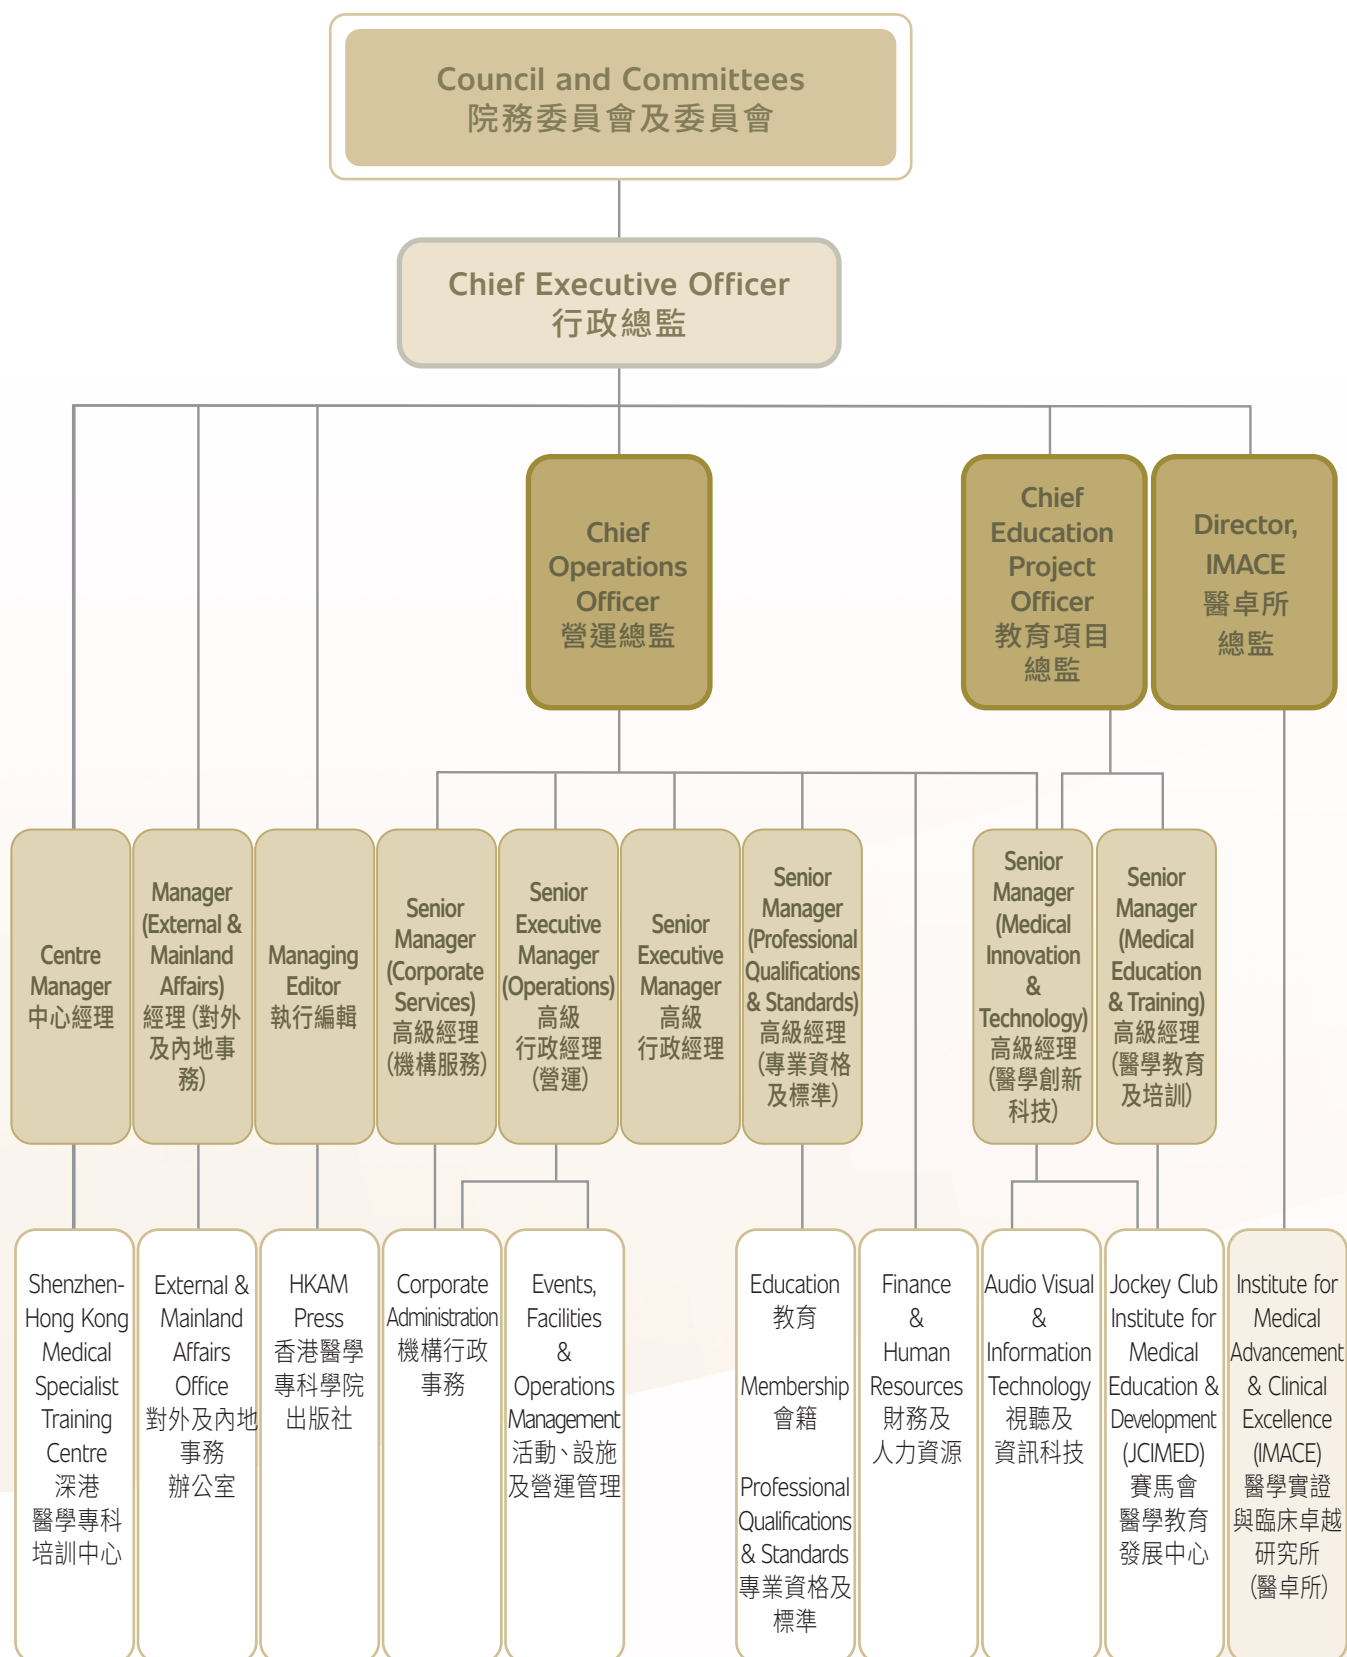 Council and Committees
院務委員會及委員會
Chief Executive Officer
行政總監
Chief
Operations
Officer
營運總監
Chief
Education
Project
Officer
教育項目
總監
Director,
IMACE
醫卓所
總監
Centre
Manager
中心經理
Manager
(External &
Mainland
Affairs)
經理（對外
及內地事
務）
Managing
Editor
執行編輯
Senior
Manager
(Corporate
Services)
高級經理
（機構服務）
Senior
Executive
Manager
(Operations)
高級
行政經理
（營運）
Senior
Executive
Manager
高級
行政經理
Senior
Manager
(Professional
Qualifications
& Standards)
高級經理
（專業資格
及標準）
Senior
Manager
(Medical
Innovation
&
Technology)
高級經理
（醫學創新
科技）
Senior
Manager
(Medical
Education
& Training)
高級經理
（醫學教育
及培訓）
Shenzhen-
Hong Kong
Medical
Specialist
Training
Centre
深港
醫學專科
培訓中心
External &
Mainland
Affairs
Office
對外及內地
事務
辦公室
HKAM
Press
香港醫學
專科學院
出版社
Corporate
Administration
機構行政
事務
Events,
Facilities
&
Operations
Management
活動、設施
及營運管理
Education
教育
Membership
會籍
Professional
Qualifications
& Standards
專業資格及
標準
Finance
&
Human
Resources
財務及
人力資源
Audio Visual
&
Information
Technology
視聽及
資訊科技
Jockey Club
Institute for
Medical
Education &
Development
(JCIMED)
賽馬會
醫學教育
發展中心
Institute for
Medical
Advancement
& Clinical
Excellence
(IMACE)
醫學實證
與臨床卓越
研究所
（醫卓所）